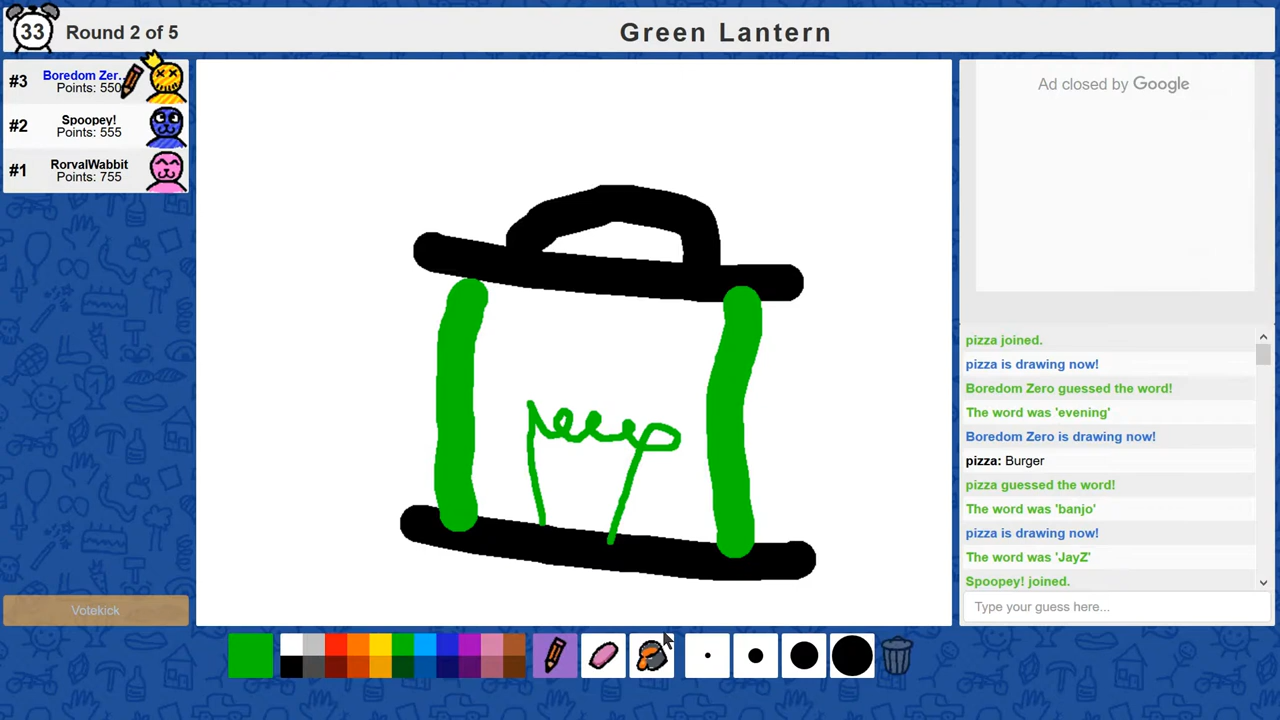 33
Round 2 of 5
Green Lantern
#3
Boredom Zer...
Points: 550
#2
Spoopey!
Points: 555
#1
RorvalWabbit
Points: 755
Votekick
Ad closed by Google
pizza joined.
pizza is drawing now!
Boredom Zero guessed the word!
The word was 'evening'
Boredom Zero is drawing now!
pizza: Burger
pizza guessed the word!
The word was 'banjo'
pizza is drawing now!
The word was 'JayZ'
Spoopey! joined.
Type your guess here...